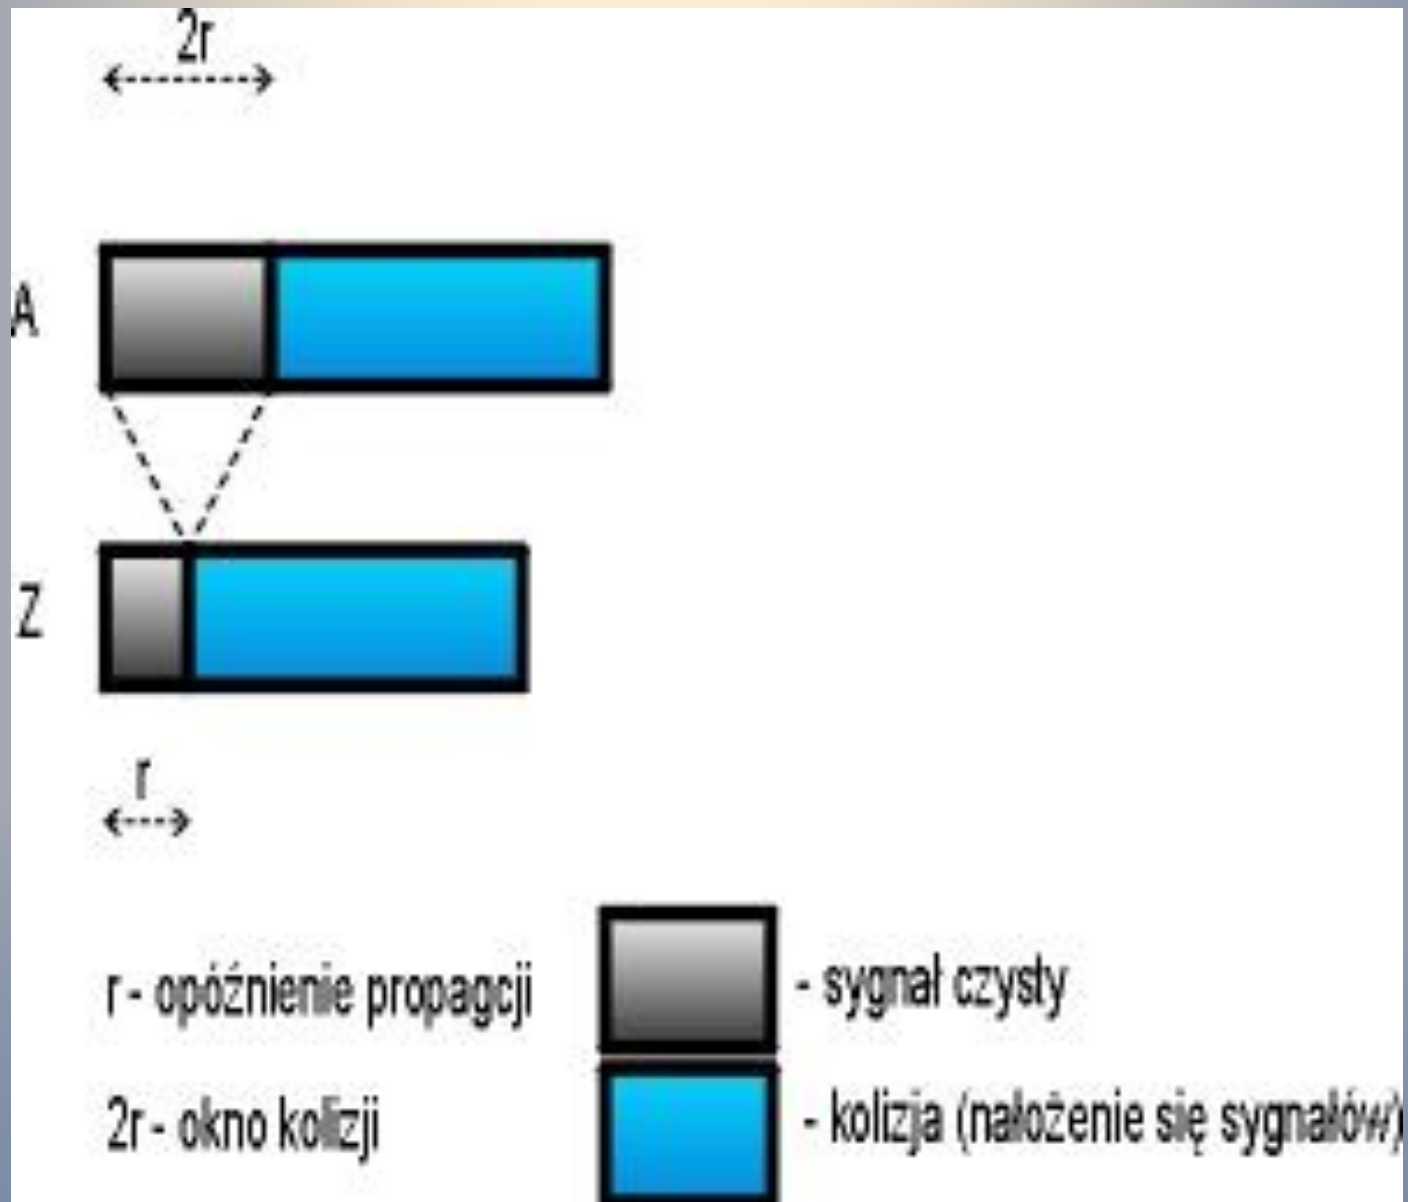 2r
A
Z
r
r - opóźnienie propagcji
- sygnał czysty
2r - okno kolizji
- kolizja (nałożenie się sygnałów)